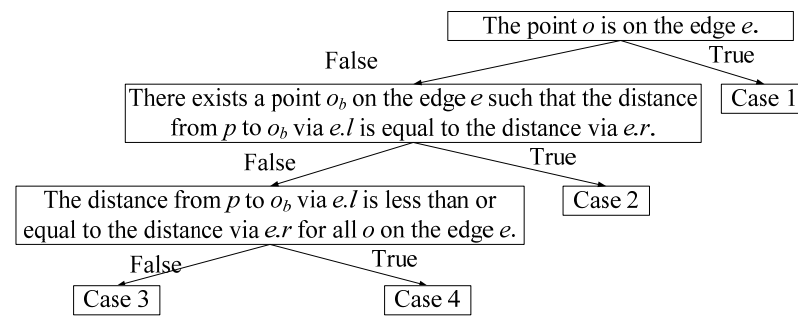 The point o is on the edge e.
False
True
There exists a point o_b on the edge e such that the distance
from p to o_b via e.l is equal to the distance via e.r.
Case 1
False
True
The distance from p to o_b via e.l is less than or
equal to the distance via e.r for all o on the edge e.
Case 2
False
True
Case 3
Case 4